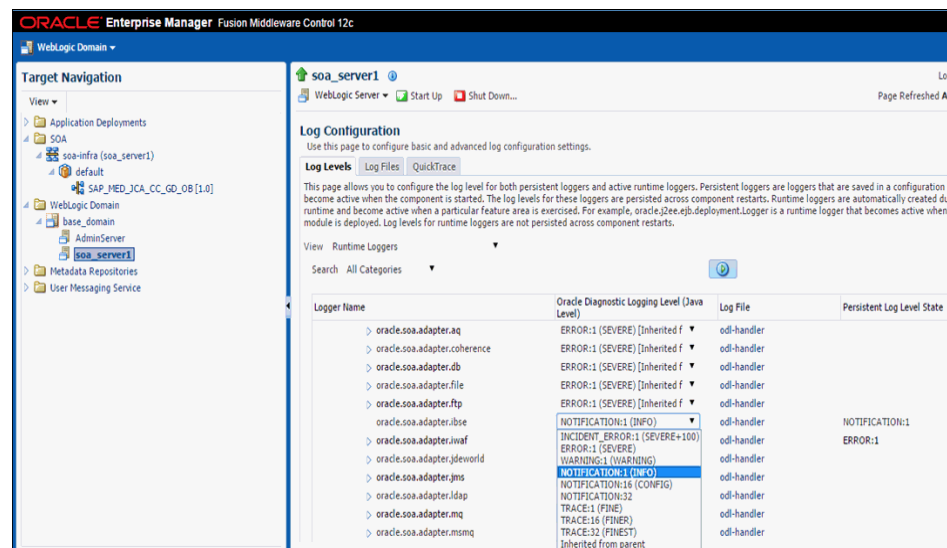 ORACLE Enterprise Manager Fusion Middleware Control 12c
WebLogic Domain
Target Navigation
View
Application Deployments
SOA
soa-infra (soa_server1)
default
SAP_MED_JCA_CC_GD_OB [1.0]
WebLogic Domain
base_domain
AdminServer
soa_server1
Metadata Repositories
User Messaging Service
soa_server1
Lo
WebLogic Server Start Up Shut Down... Page Refreshed A
Log Configuration
Use this page to configure basic and advanced log configuration settings.
Log Levels Log Files QuickTrace
This page allows you to configure the log level for both persistent loggers and active runtime loggers. Persistent loggers are loggers that are saved in a configuration
become active when the component is started. The log levels for these loggers are persisted across component restarts. Runtime loggers are automatically created du
runtime and become active when a particular feature area is exercised. For example, oracle.j2ee.ejb.deployment.Logger is a runtime logger that becomes active when
module is deployed. Log levels for runtime loggers are not persisted across component restarts.
View Runtime Loggers
Search All Categories
Logger Name Oracle Diagnostic Logging Level (Java Level) Log File Persistent Log Level State
oracle.soa.adapter.aq ERROR:1 (SEVERE) [Inherited f odl-handler
oracle.soa.adapter.coherence ERROR:1 (SEVERE) [Inherited f odl-handler
oracle.soa.adapter.db ERROR:1 (SEVERE) [Inherited f odl-handler
oracle.soa.adapter.file ERROR:1 (SEVERE) [Inherited f odl-handler
oracle.soa.adapter.ftp ERROR:1 (SEVERE) [Inherited f odl-handler
oracle.soa.adapter.ibse NOTIFICATION:1 (INFO) odl-handler NOTIFICATION:1
oracle.soa.adapter.iwaf odl-handler ERROR:1
oracle.soa.adapter.jdeworld odl-handler
oracle.soa.adapter.jms odl-handler
oracle.soa.adapter.ldap odl-handler
oracle.soa.adapter.mq odl-handler
oracle.soa.adapter.msmq odl-handler
INCIDENT_ERROR:1 (SEVERE+100)
ERROR:1 (SEVERE)
WARNING:1 (WARNING)
NOTIFICATION:1 (INFO)
NOTIFICATION:16 (CONFIG)
NOTIFICATION:32
TRACE:1 (FINE)
TRACE:16 (FINER)
TRACE:32 (FINEST)
Inherited from parent